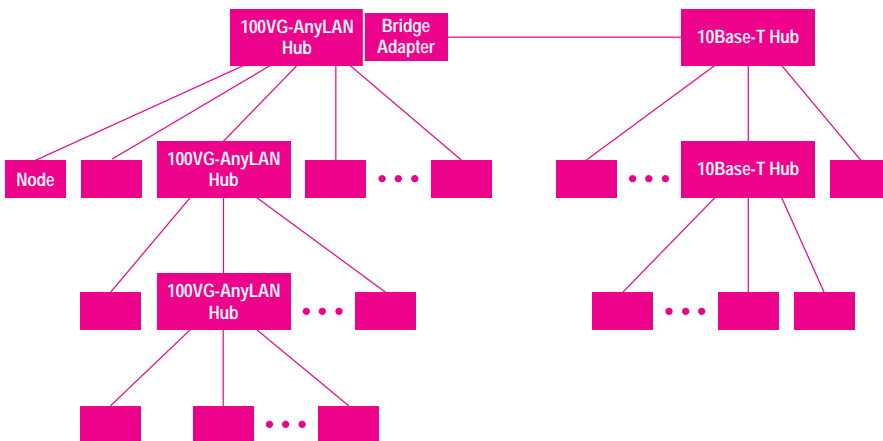 100VG-AnyLAN
Hub
Bridge
Adapter
10Base-T Hub
Node
100VG-AnyLAN
Hub
10Base-T Hub
100VG-AnyLAN
Hub